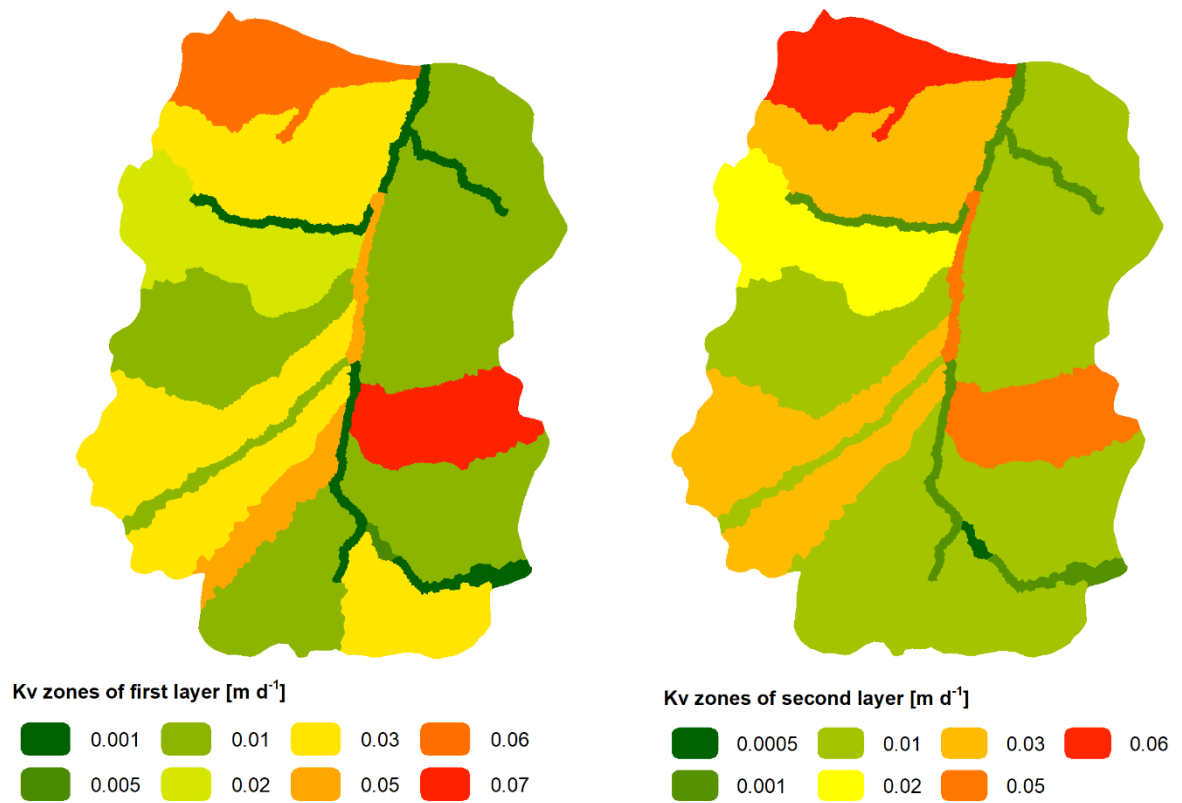 Kv zones of first layer [m d⁻¹]
0.001 0.01 0.03 0.06
0.005 0.02 0.05 0.07
Kv zones of second layer [m d⁻¹]
0.0005 0.01 0.03 0.06
0.001 0.02 0.05